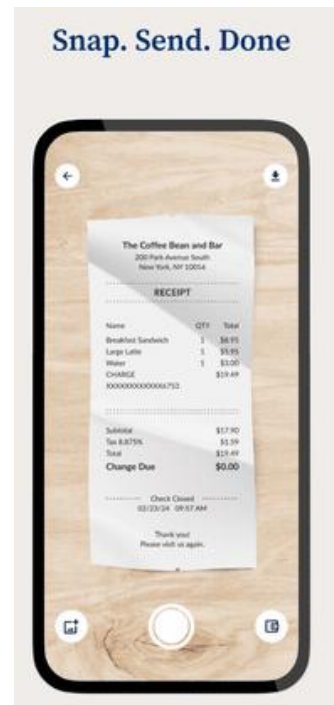 Snap. Send. Done
The Coffee Bean and Bar
200 Park Avenue South
New York, NY 10016
RECEIPT
Name QTY Total
Breakfast Sandwich 1 $8.95
Large Latte 1 $5.95
Water 1 $3.00
CHARGE $19.49
XXXXXXXXXXXX6753
Subtotal $17.90
Tax 8.875% $1.59
Total $19.49
Change Due $0.00
Check Closed
02/23/24 09:57 AM
Thank you!
Please visit us again.